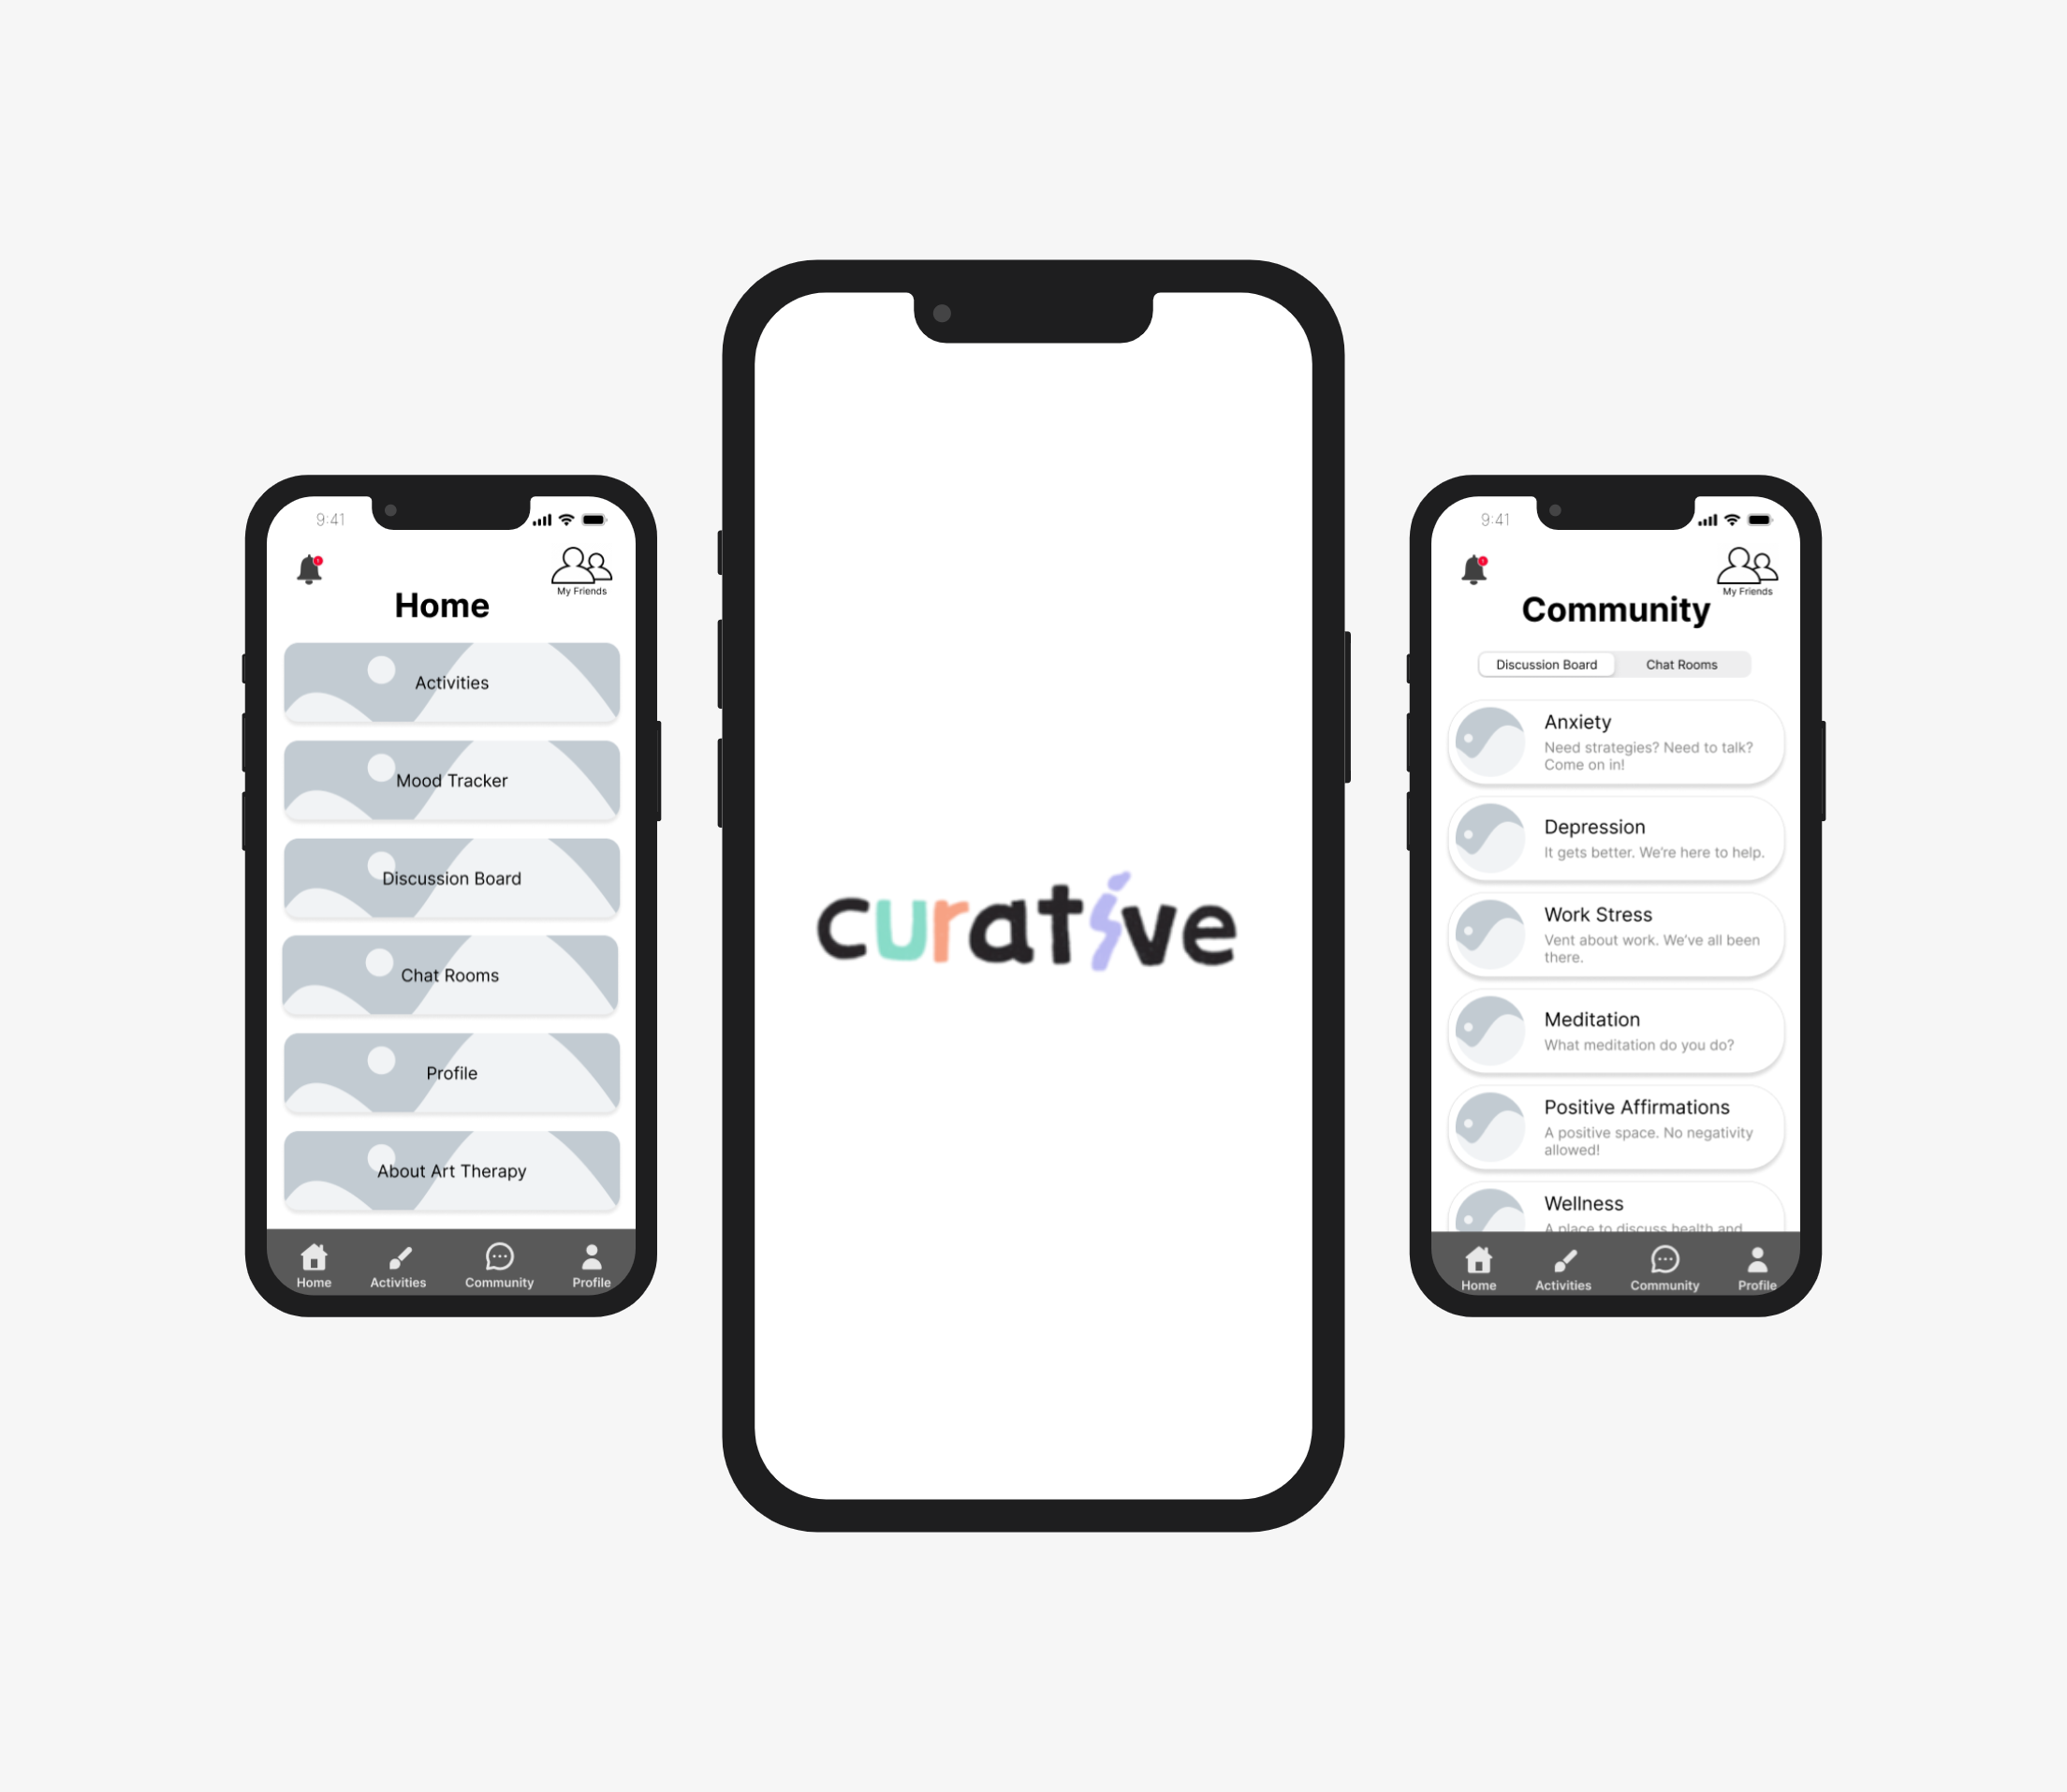 9:41
My Friends
Home
Activities
Mood Tracker
Discussion Board
Chat Rooms
Profile
About Art Therapy
Home Activities Community Profile
curative
9:41
My Friends
Community
Discussion Board Chat Rooms
Anxiety
Need strategies? Need to talk?
Come on in!
Depression
It gets better. We're here to help.
Work Stress
Vent about work. We've all been
there.
Meditation
What meditation do you do?
Positive Affirmations
A positive space. No negativity
allowed!
Wellness
A place to discuss health and
Home Activities Community Profile